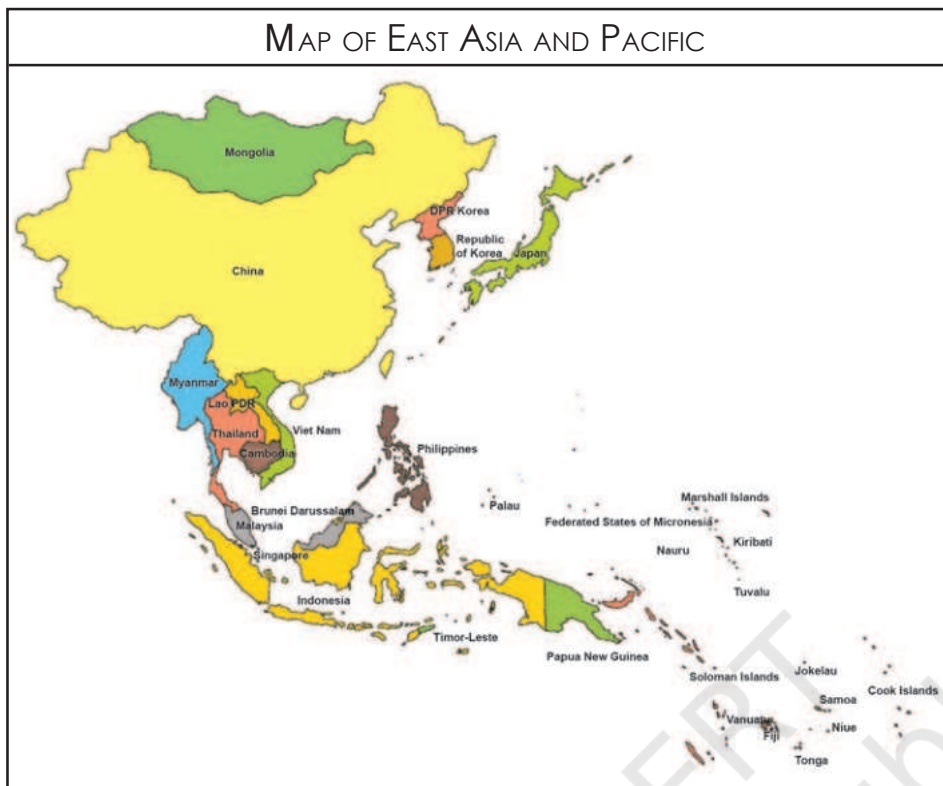 MAP OF EAST ASIA AND PACIFIC
Mongolia
DPR Korea
Republic
of Korea
Japan
China
Myanmar
Lao PDR
Thailand
Viet Nam
Cambodia
Philippines
Brunei Darussalam
Malaysia
Singapore
Indonesia
Palau
Marshall Islands
Federated States of Micronesia
Kiribati
Nauru
Tuvalu
Timor-Leste
Papua New Guinea
Soloman Islands
Jokelau
Cook Islands
Samoa
Vanuatu
Fiji
Niue
Tonga